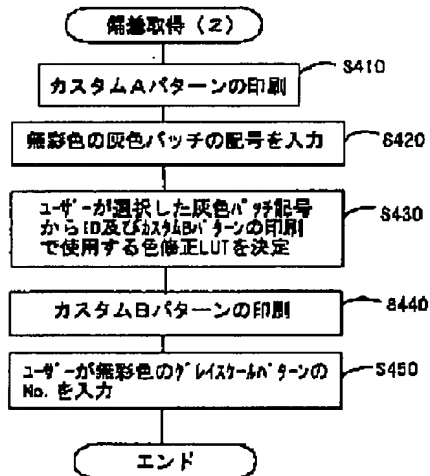 偏差取得（２）
カスタムＡパターンの印刷
S410
無彩色の灰色パッチの記号を入力
S420
ユーザーが選択した灰色パッチ記号
からID及びカスタムBパターンの印刷
で使用する色修正LUTを決定
S430
カスタムＢパターンの印刷
S440
ユーザーが無彩色のグレイスケールパターンの
No. を入力
S450
エンド